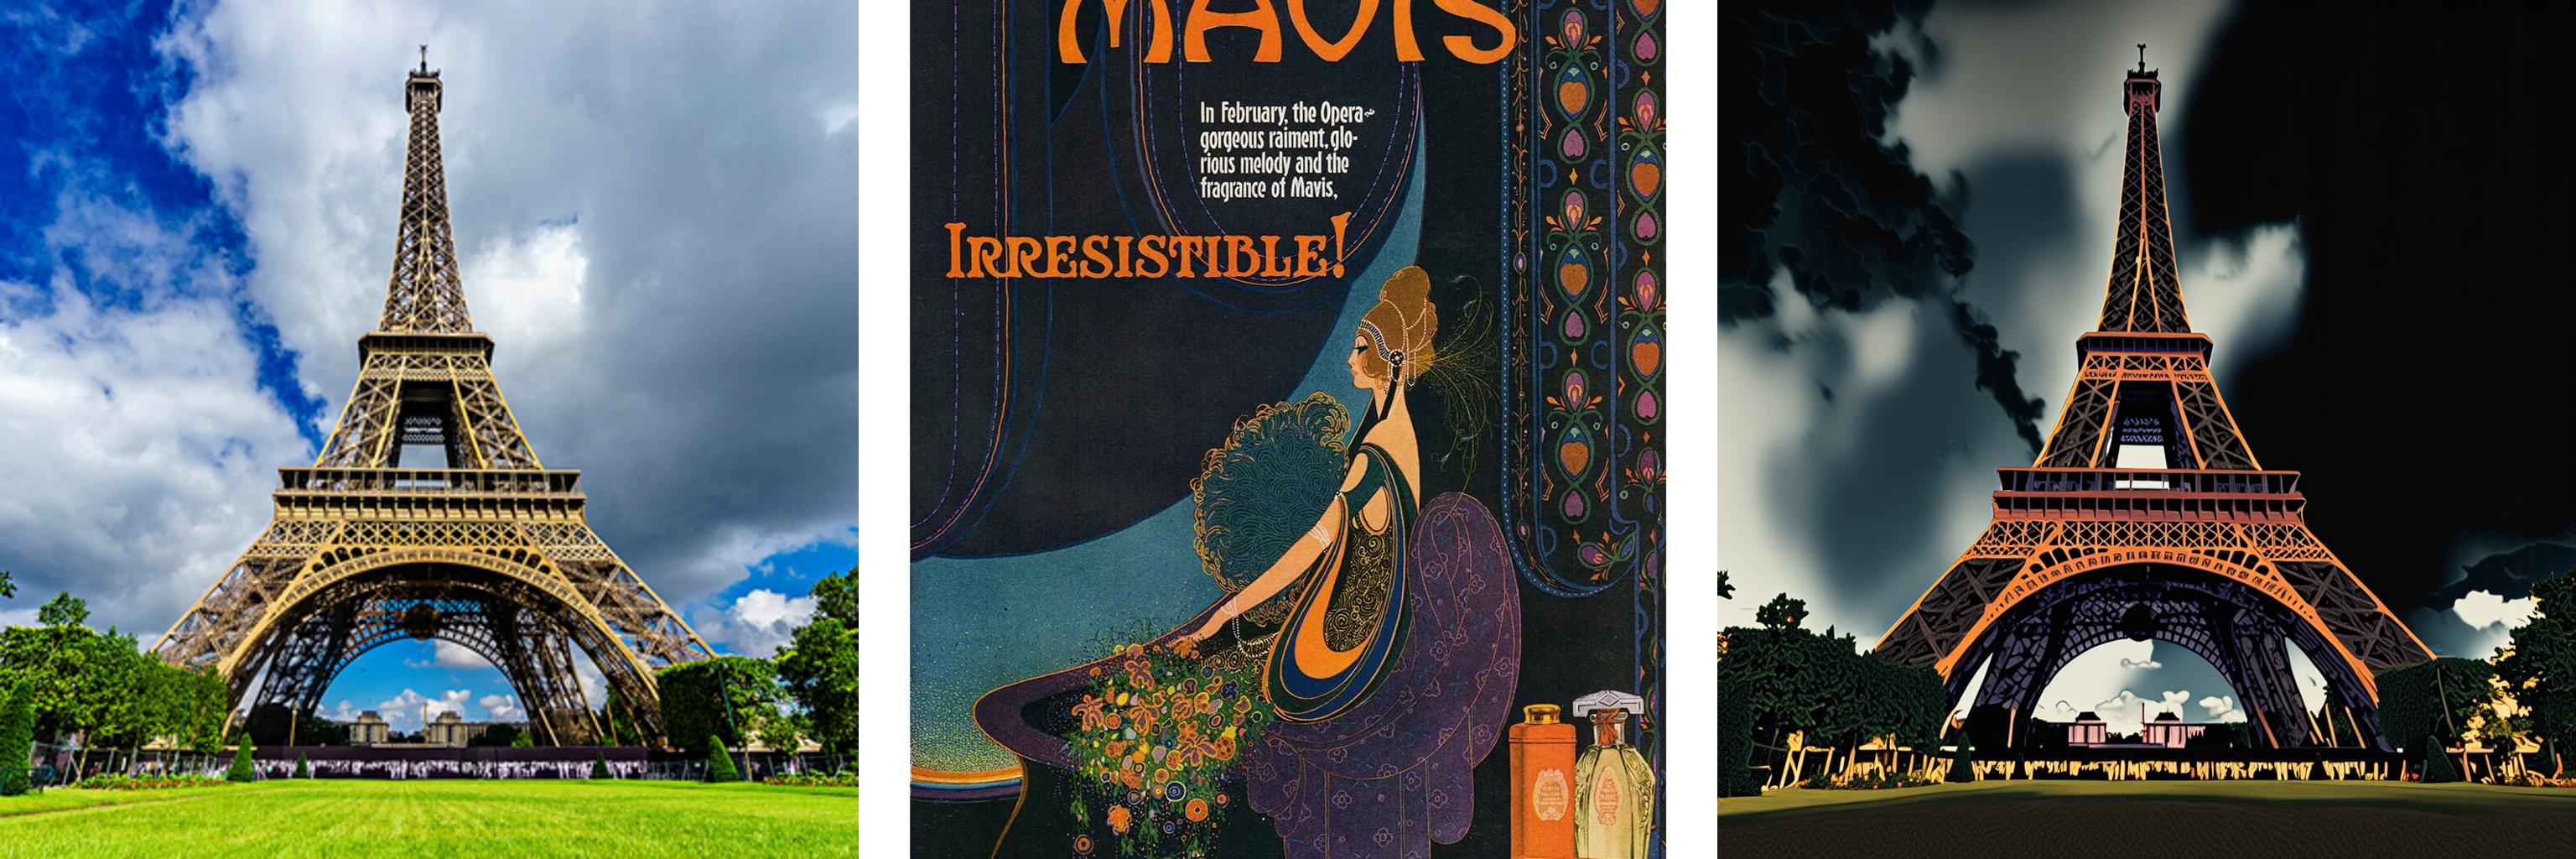 MAVIS
In February, the Opera~
gorgeous raiment, glo-
rious melody and the
fragrance of Mavis,
IRRESISTIBLE!